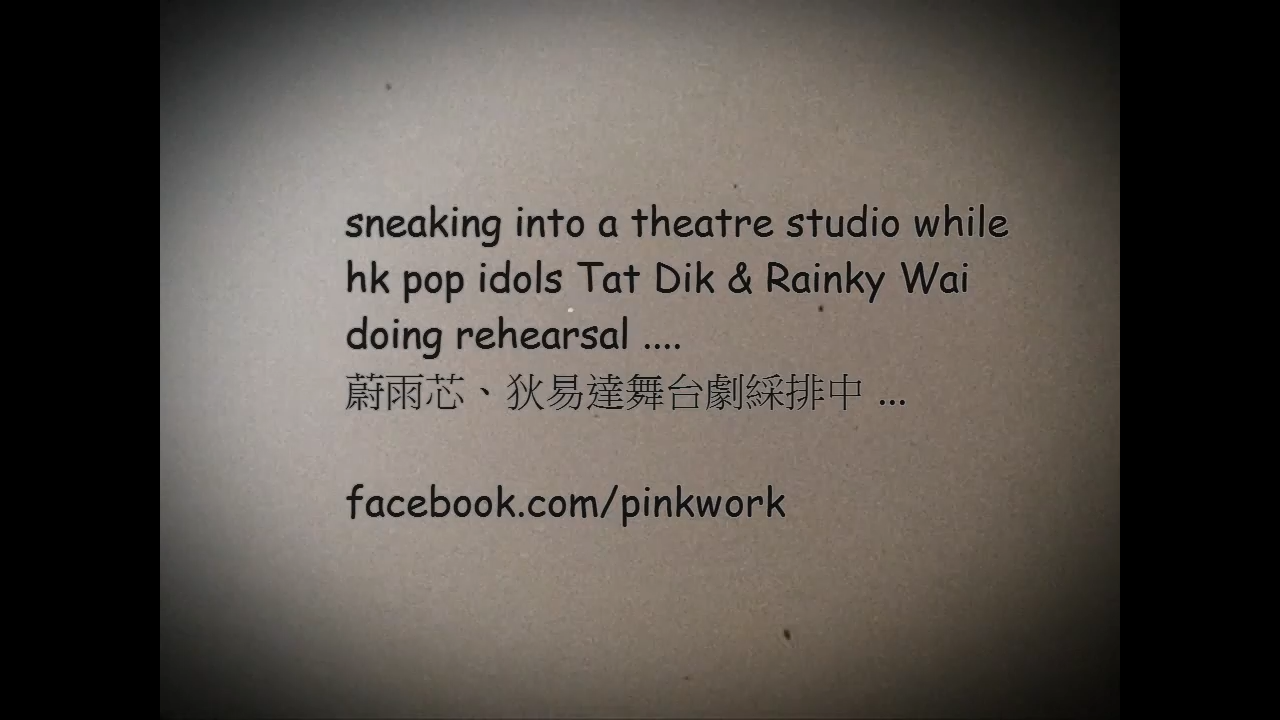 sneaking into a theatre studio while
hk pop idols Tat Dik & Rainky Wai
doing rehearsal ....
蔚雨芯、狄易達舞台劇綵排中 ...
facebook.com/pinkwork